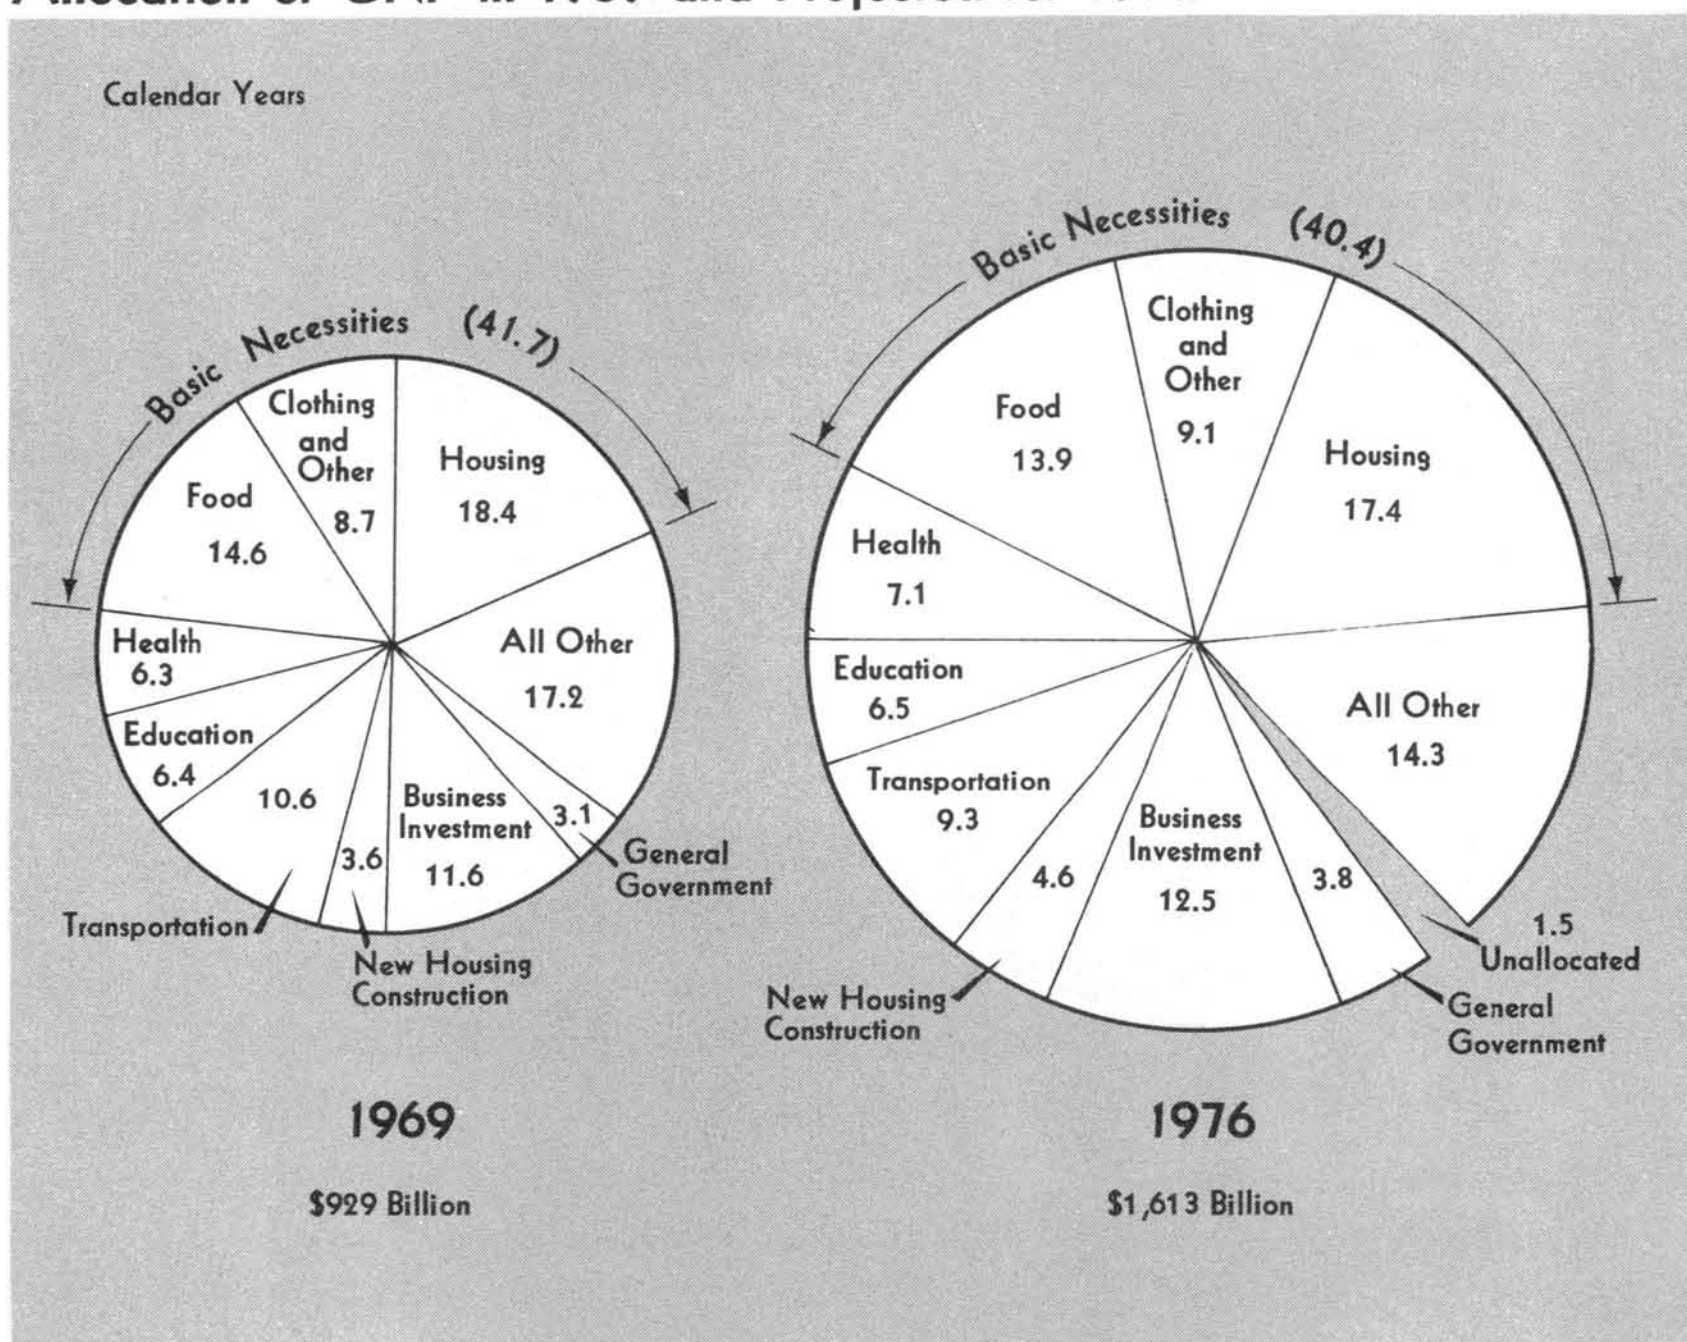 Calendar Years
Basic Necessities (41.7)
Clothing
and
Other
8.7
Housing
18.4
Food
14.6
Health
6.3
All Other
17.2
Education
6.4
10.6
Transportation
3.6
New Housing
Construction
Business
Investment
11.6
3.1
General
Government
1969
$929 Billion
Basic Necessities (40.4)
Clothing
and
Other
9.1
Food
13.9
Housing
17.4
Health
7.1
Education
6.5
All Other
14.3
Transportation
9.3
4.6
New Housing
Construction
Business
Investment
12.5
3.8
1.5
Unallocated
General
Government
1976
$1,613 Billion